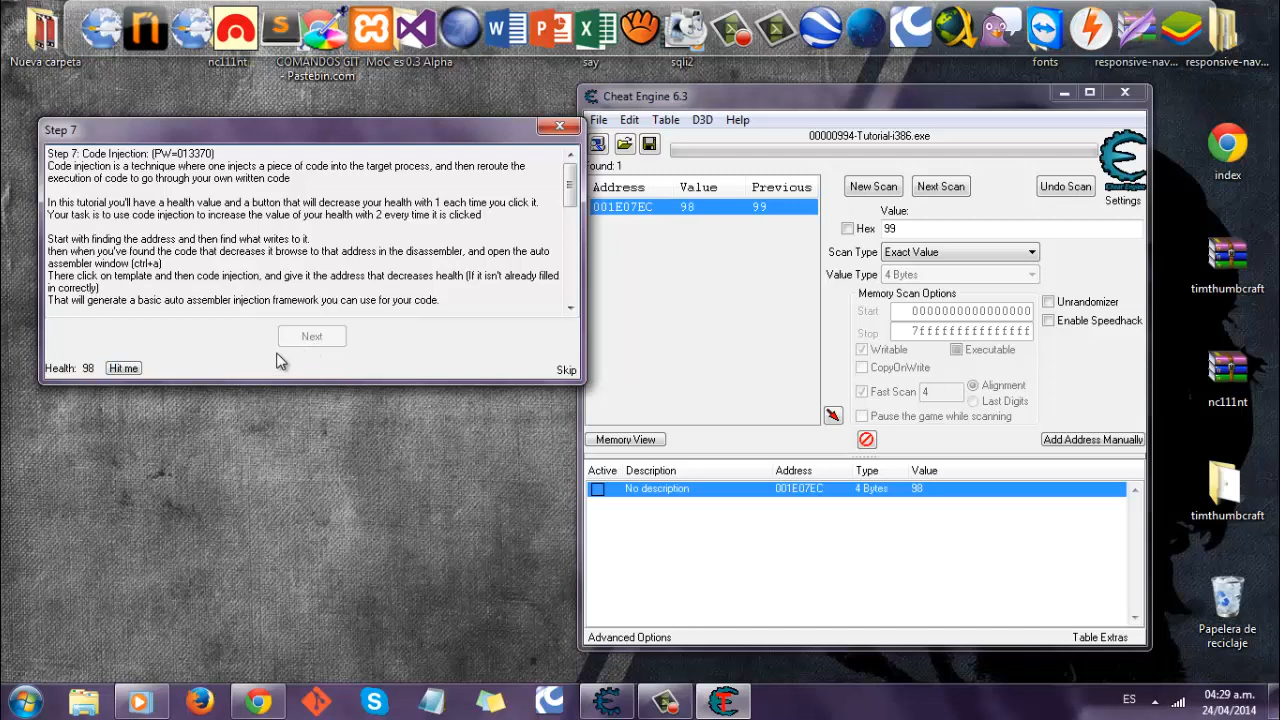 Nueva carpeta
nc111nt...
COMANDOS GIT
- Pastebin.com
MoC es 0.3 Alpha
say
sqli2
fonts
responsive-nav...
responsive-nav...
Step 7
Step 7: Code Injection: (PW=013370)
Code injection is a technique where one injects a piece of code into the target process, and then reroute the
execution of code to go through your own written code
In this tutorial you'll have a health value and a button that will decrease your health with 1 each time you click it.
Your task is to use code injection to increase the value of your health with 2 every time it is clicked
Start with finding the address and then find what writes to it.
then when you've found the code that decreases it browse to that address in the disassembler, and open the auto
assembler window (ctrl+a)
There click on template and then code injection, and give it the address that decreases health (If it isn't already filled
in correctly)
That will generate a basic auto assembler injection framework you can use for your code.
Next
Health: 98
Hit me
Skip
Cheat Engine 6.3
File Edit Table D3D Help
00000994-Tutorial-i386.exe
Found: 1
Address Value Previous
001E07EC 98 99
New Scan
Next Scan
Undo Scan
Settings
Value:
Hex
99
Scan Type
Exact Value
Value Type
4 Bytes
Memory Scan Options
Start
0000000000000000
Stop
7fffffffffffffff
Writable
Executable
CopyOnWrite
Fast Scan
4
Alignment
Last Digits
Pause the game while scanning
Unrandomizer
Enable Speedhack
Memory View
Add Address Manually
Active Description Address Type Value
No description 001E07EC 4 Bytes 98
Advanced Options
Table Extras
index
timthumbcraft
nc111nt
timthumbcraft
Papelera de
reciclaje
ES
04:29 a.m.
24/04/2014